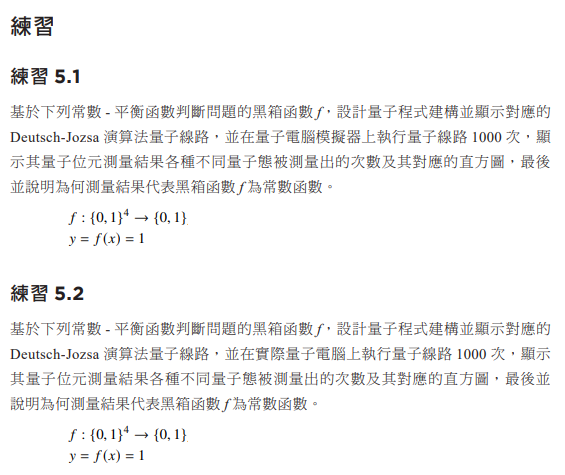 練習
練習 5.1
基於下列常數 - 平衡函數判斷問題的黑箱函數 f，設計量子程式建構並顯示對應的
Deutsch-Jozsa 演算法量子線路，並在量子電腦模擬器上執行量子線路 1000 次，顯
示其量子位元測量結果各種不同量子態被測量出的次數及其對應的直方圖，最後
並說明為何測量結果代表黑箱函數 f 為常數函數。
f : {0, 1}⁴ → {0, 1}
y = f(x) = 1
練習 5.2
基於下列常數 - 平衡函數判斷問題的黑箱函數 f，設計量子程式建構並顯示對應的
Deutsch-Jozsa 演算法量子線路，並在實際量子電腦上執行量子線路 1000 次，顯示
其量子位元測量結果各種不同量子態被測量出的次數及其對應的直方圖，最後並
說明為何測量結果代表黑箱函數 f 為常數函數。
f : {0, 1}⁴ → {0, 1}
y = f(x) = 1